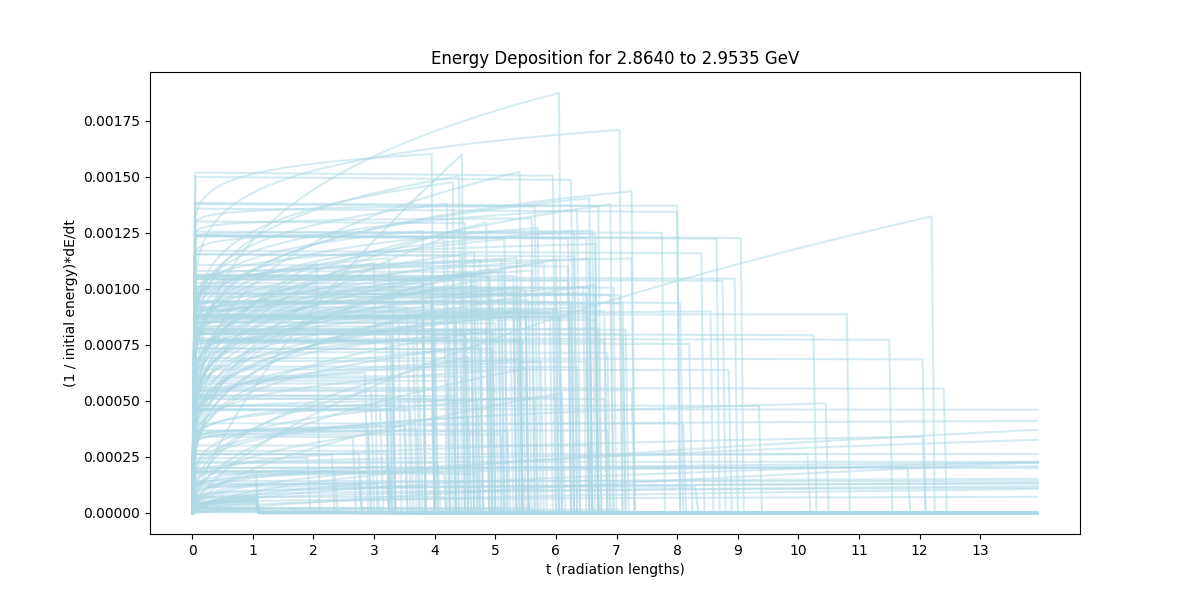 Energy Deposition for 2.8640 to 2.9535 GeV
(1 / initial energy)*dE/dt
0.00175
0.00150
0.00125
0.00100
0.00075
0.00050
0.00025
0.00000
0 1 2 3 4 5 6 7 8 9 10 11 12 13
t (radiation lengths)